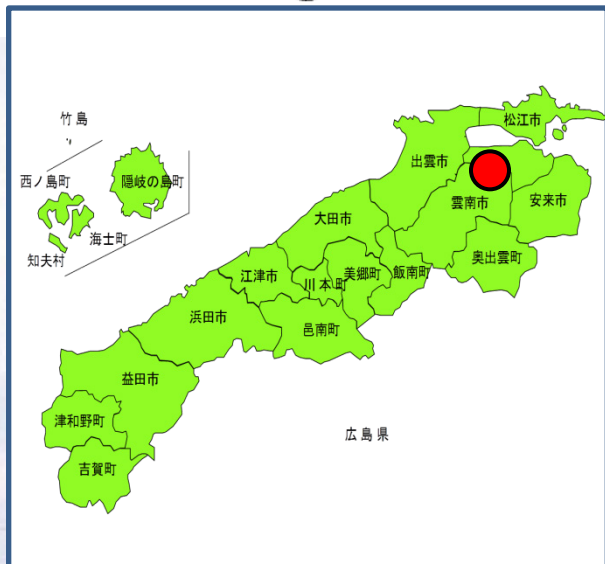 竹島
松江市
出雲市
西ノ島町
隠岐の島町
雲南市
安来市
大田市
海士町
知夫村
奥出雲町
江津市
川本町
美郷町
飯南町
浜田市
邑南町
益田市
津和野町
広島県
吉賀町